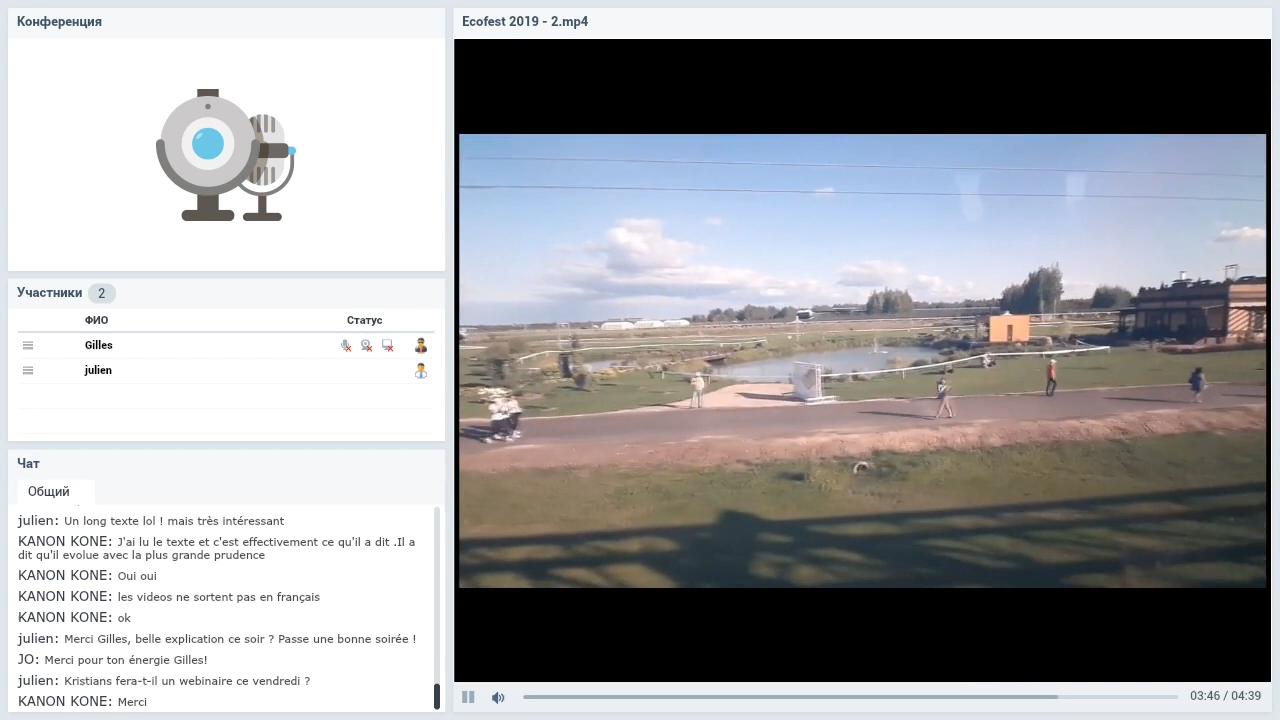 Конференция
Ecofest 2019 - 2.mp4
Участники 2
ФИО Статус
Gilles
julien
Чат
Общий
julien: Un long texte lol ! mais très intéressant
KANON KONE: J'ai lu le texte et c'est effectivement ce qu'il a dit .Il a
dit qu'il evolue avec la plus grande prudence
KANON KONE: Oui oui
KANON KONE: les videos ne sortent pas en français
KANON KONE: ok
julien: Merci Gilles, belle explication ce soir ? Passe une bonne soirée !
JO: Merci pour ton énergie Gilles!
julien: Kristians fera-t-il un webinaire ce vendredi ?
KANON KONE: Merci
03:46 / 04:39